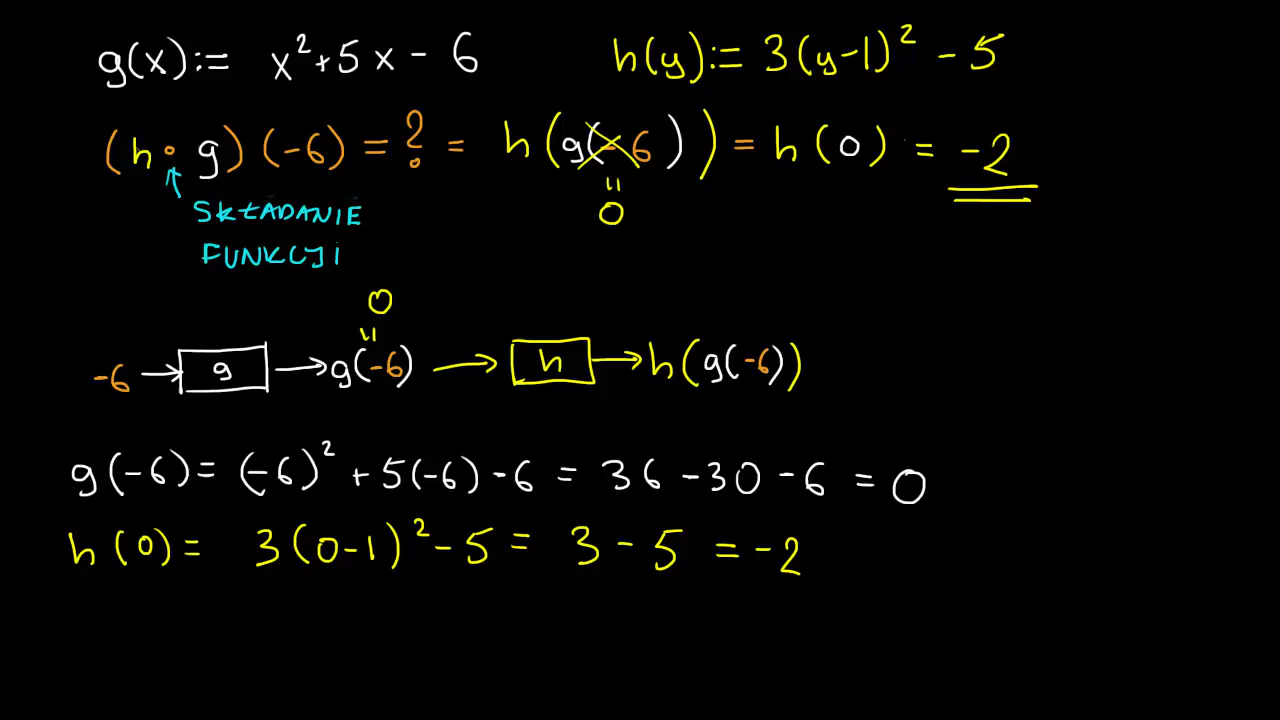 g(x):= x²+5x-6 h(y):= 3(y-1)²-5
(h∘g)(-6) = ? = h(g(-6)) = h(0) = -2
"
0
SKŁADANIE
FUNKCJI
0
"
-6 → g → g(-6) → h → h(g(-6))
g(-6) = (-6)² + 5(-6) - 6 = 36 - 30 - 6 = 0
h(0) = 3(0-1)² - 5 = 3 - 5 = -2